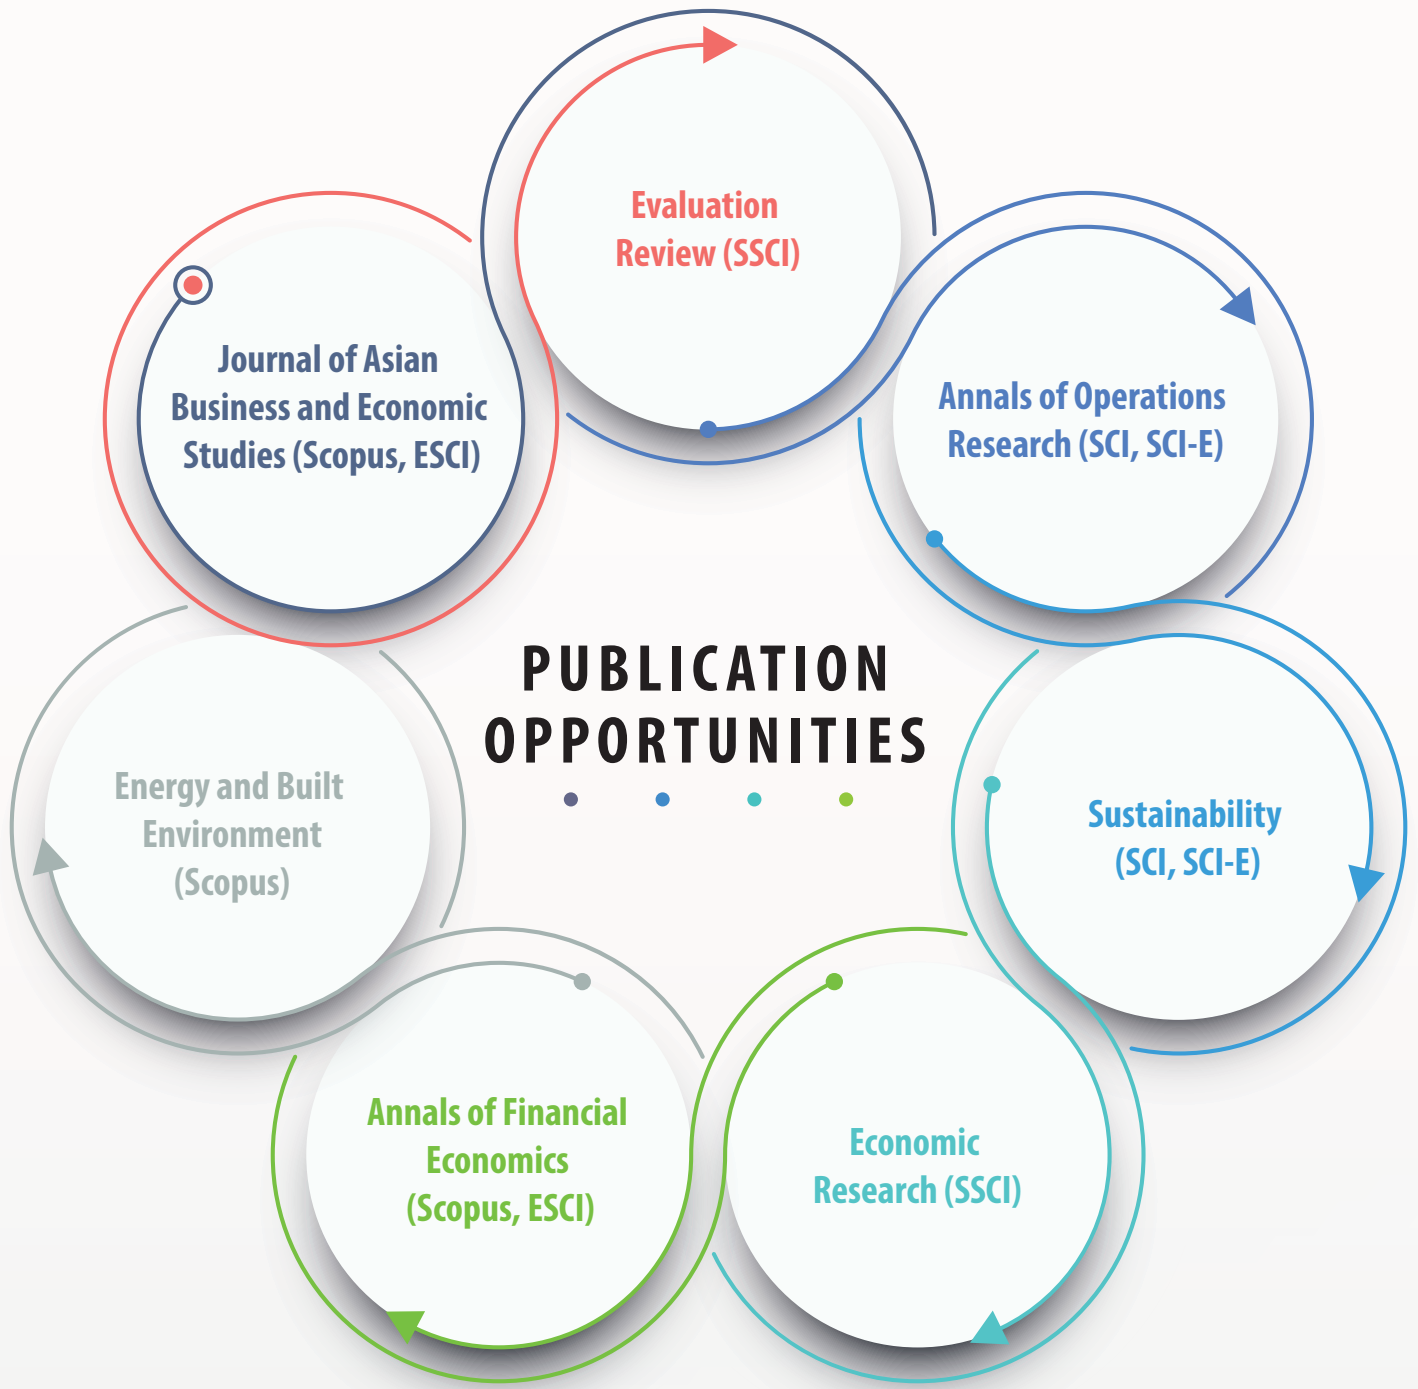 Evaluation
Review (SSCI)
Journal of Asian
Business and Economic
Studies (Scopus, ESCI)
Annals of Operations
Research (SCI, SCI-E)
PUBLICATION
OPPORTUNITIES
Energy and Built
Environment
(Scopus)
Sustainability
(SCI, SCI-E)
Annals of Financial
Economics
(Scopus, ESCI)
Economic
Research (SSCI)